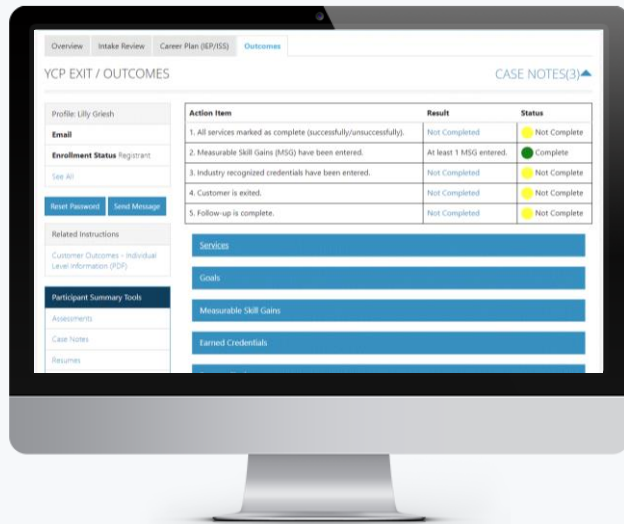 Overview Intake Review Career Plan (IEP/ISS) Outcomes
YCP EXIT / OUTCOMES
CASE NOTES(3)
Profile: Lilly Griesh
Email
Enrollment Status Registrant
See All
Reset Password Send Message
Related Instructions
Customer Outcomes - Individual
Level Information (PDF)
Participant Summary Tools
Assessments
Case Notes
Resumes
Action Item Result Status
1. All services marked as complete (successfully/unsuccessfully). Not Completed Not Complete
2. Measurable Skill Gains (MSG) have been entered. At least 1 MSG entered. Complete
3. Industry recognized credentials have been entered. Not Completed Not Complete
4. Customer is exited. Not Completed Not Complete
5. Follow-up is complete. Not Completed Not Complete
Services
Goals
Measurable Skill Gains
Earned Credentials